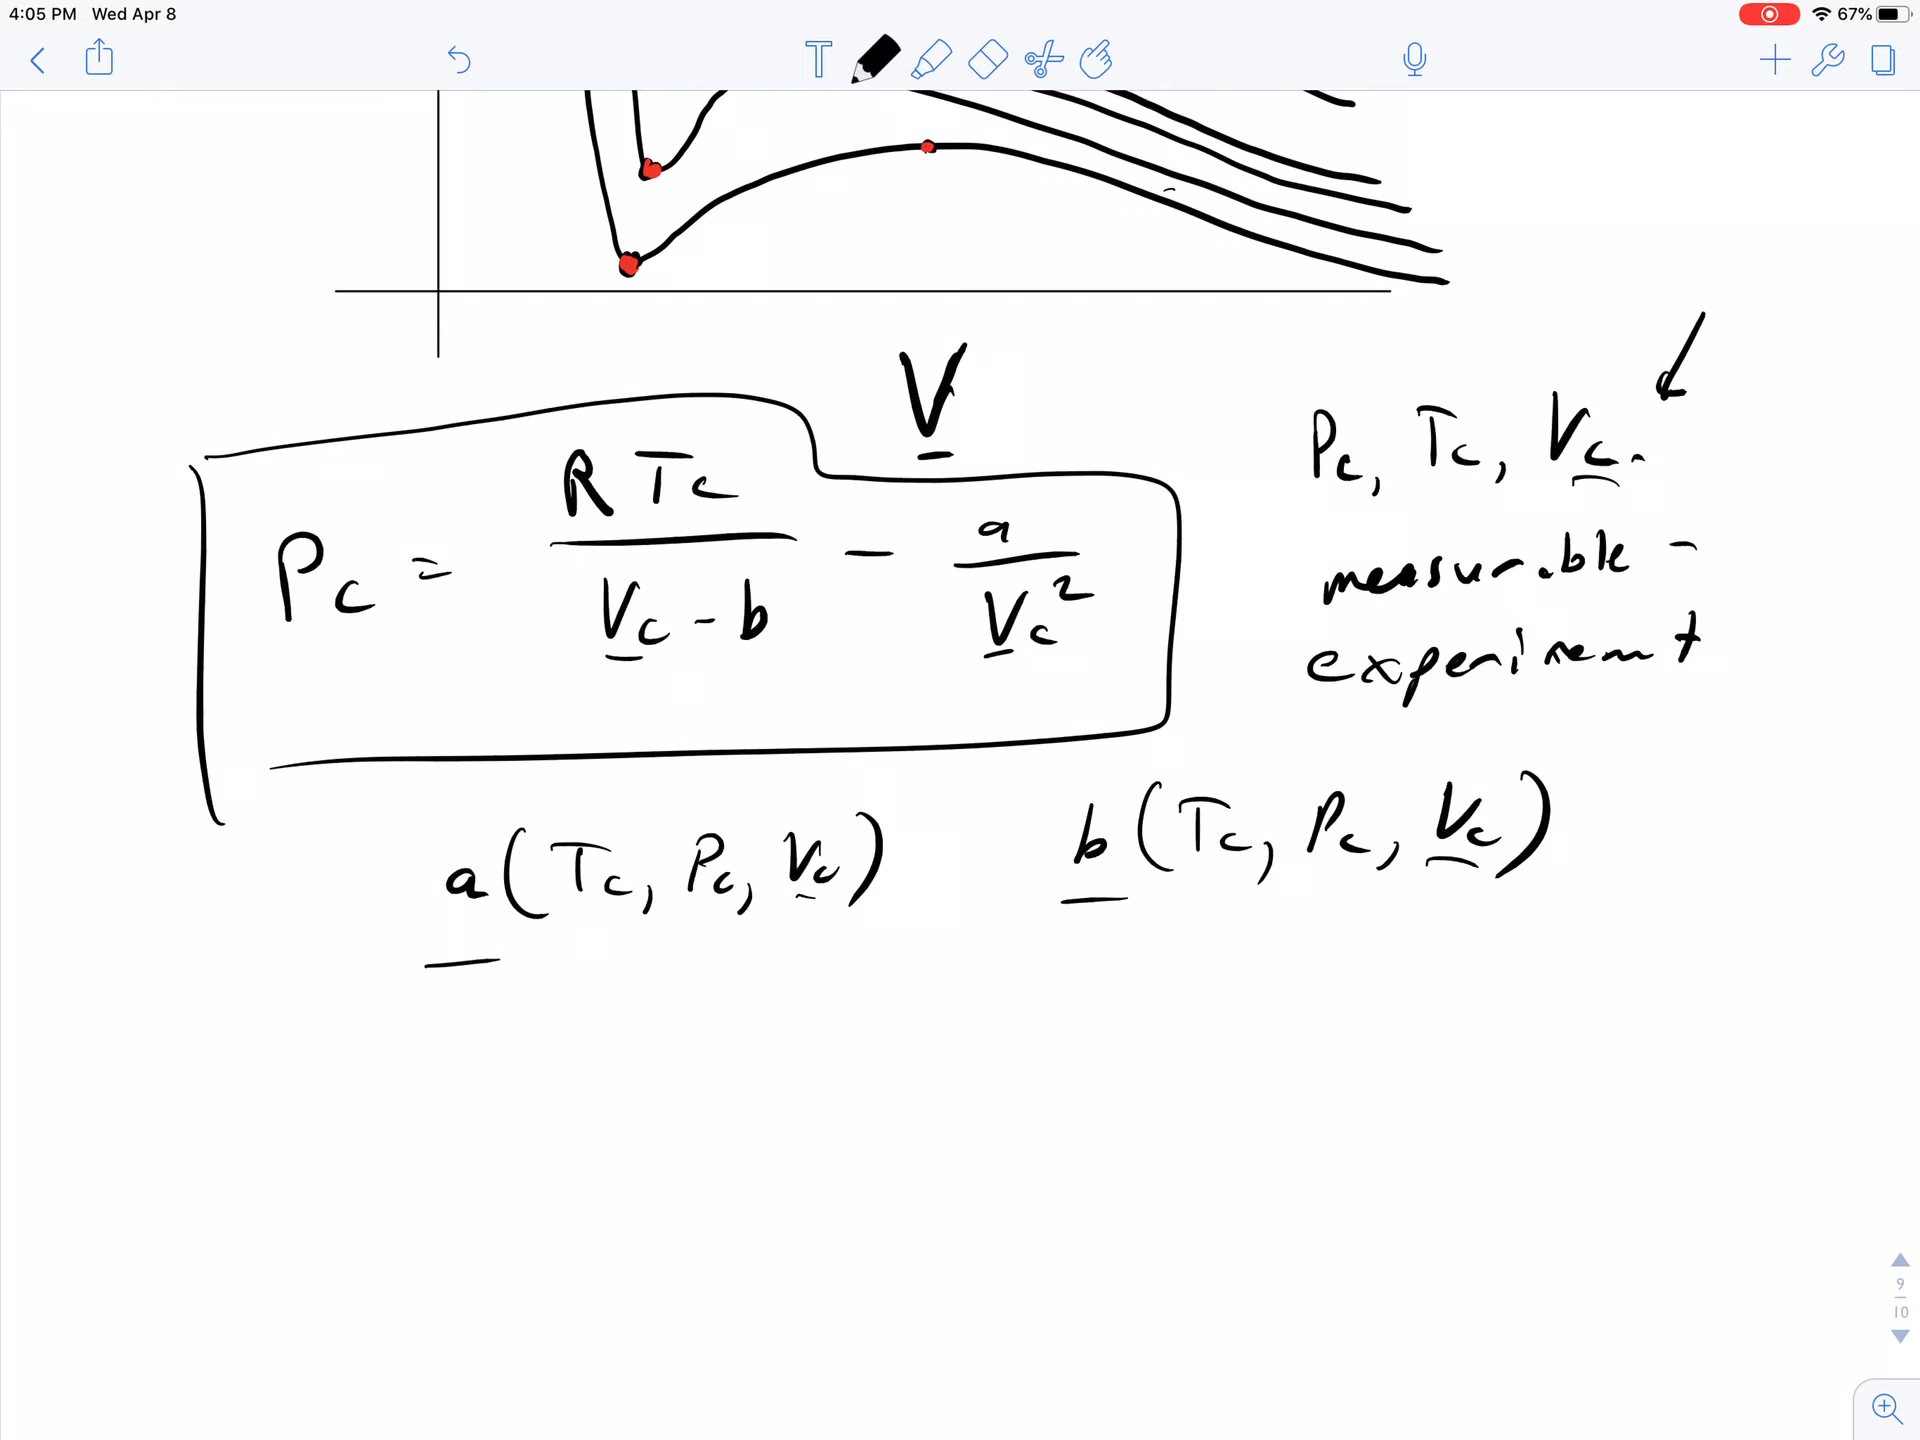 4:05 PM Wed Apr 8
67%
T
V
Pc, Tc, Vc.
Pc = RTc / (Vc - b) - a / Vc²
measurable -
experiment
a (Tc, Pc, Vc)
b (Tc, Pc, Vc)
9
10